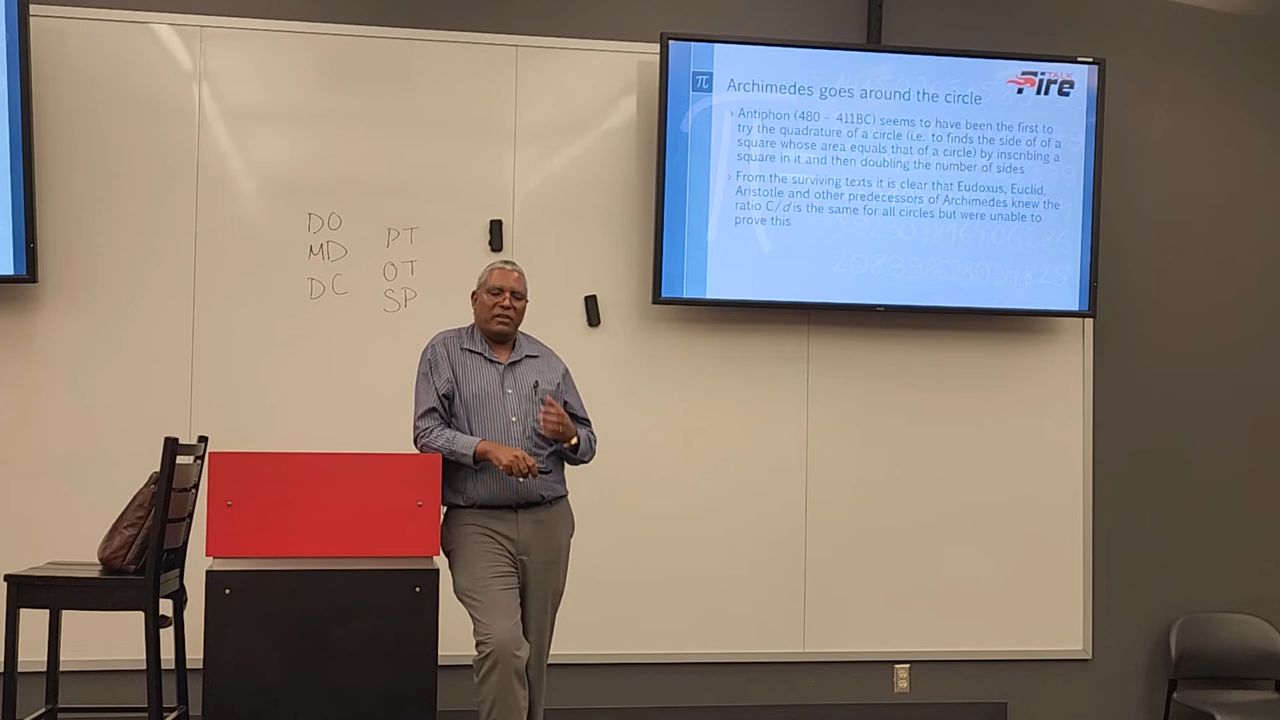 DO
MD
DC
PT
OT
SP
π
Archimedes goes around the circle
TALK
Fire
› Antiphon (480 – 411BC) seems to have been the first to
try the quadrature of a circle (i.e. to finds the side of of a
square whose area equals that of a circle) by inscribing a
square in it and then doubling the number of sides
› From the surviving texts it is clear that Eudoxus, Euclid,
Aristotle and other predecessors of Archimedes knew the
ratio C/d is the same for all circles but were unable to
prove this